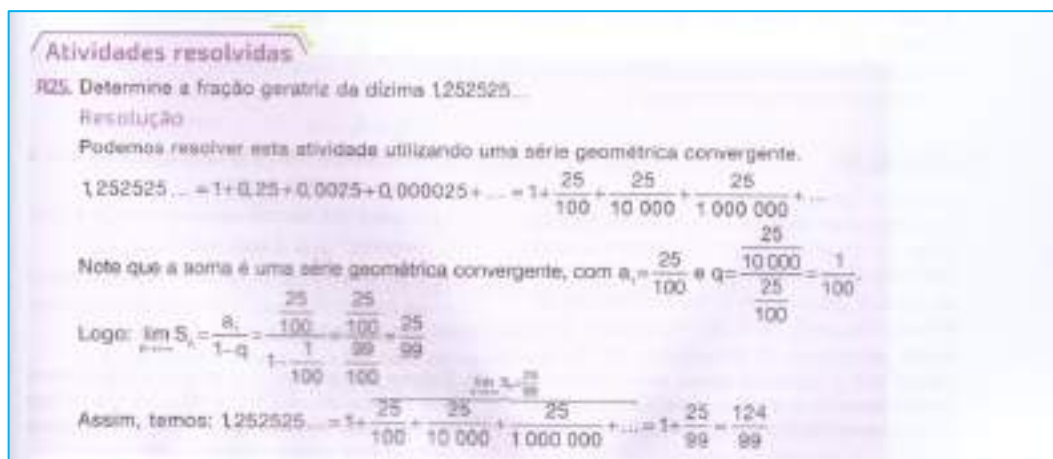 Atividades resolvidas
R25. Determine a fração geratriz da dízima 1,252525...
Resolução
Podemos resolver esta atividade utilizando uma série geométrica convergente.
1,252525... = 1+0,25+0,0025+0,000025+... = 1+25/100+25/10 000+25/1 000 000+...
Note que a soma é uma série geométrica convergente, com a₁=25/100 e q=(25/10 000)/(25/100)=1/100.
Logo: lim Sₙ=a₁/(1-q)=(25/100)/(1-1/100)=(25/100)/(99/100)=25/99
lim Sₙ=25/99
Assim, temos: 1,252525...=1+25/100+25/10 000+25/1 000 000+...=1+25/99=124/99